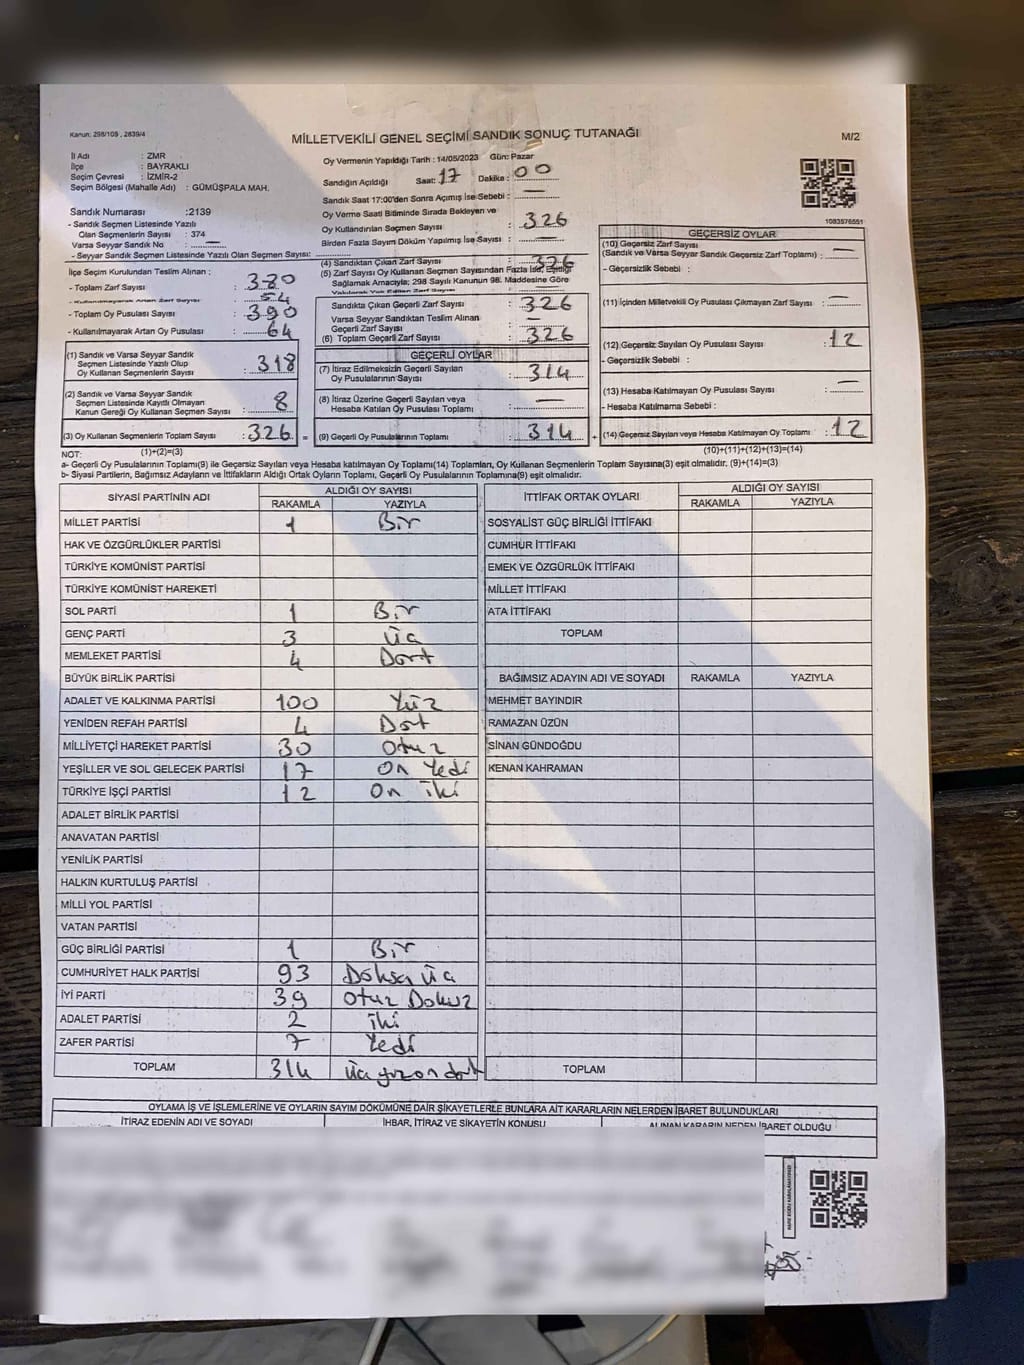 Kanun: 298/105 , 2839/4
MİLLETVEKİLİ GENEL SEÇİMİ SANDIK SONUÇ TUTANAĞI
M/2
İl Adı : ZMR
İlçe : BAYRAKLI
Seçim Çevresi : İZMİR-2
Seçim Bölgesi (Mahalle Adı) : GÜMÜŞPALA MAH.
Oy Vermenin Yapıldığı Tarih : 14/05/2023 Gün: Pazar
Sandığın Açıldığı Saat: 17 Dakika : 00
Sandık Saat 17:00'den Sonra Açımış İse Sebebi : —
Oy Verme Saati Bitiminde Sırada Bekleyen ve
Oy Kullandırılan Seçmen Sayısı : 326
Birden Fazla Sayım Döküm Yapılmış İse Sayısı : —
1083576551
Sandık Numarası :2139
- Sandık Seçmen Listesinde Yazılı
Olan Seçmenlerin Sayısı : 374
Varsa Seyyar Sandık No : —
- Seyyar Sandık Seçmen Listesinde Yazılı Olan Seçmen Sayısı:
İlçe Seçim Kurulundan Teslim Alınan :
- Toplam Zarf Sayısı : 380
- Kullanılmayarak Artan Zarf Sayısı : 54
- Toplam Oy Pusulası Sayısı : 390
- Kullanılmayarak Artan Oy Pusulası : 64
(1) Sandık ve Varsa Seyyar Sandık
Seçmen Listesinde Yazılı Olup
Oy Kullanan Seçmenlerin Sayısı : 318
(2) Sandık ve Varsa Seyyar Sandık
Seçmen Listesinde Kayıtlı Olmayan
Kanun Gereği Oy Kullanan Seçmen Sayısı : 8
(3) Oy Kullanan Seçmenlerin Toplam Sayısı : 326 =
(4) Sandıktan Çıkan Zarf Sayısı : 326
(5) Zarf Sayısı Oy Kullanan Seçmen Sayısından Fazla İse, Eşitliği
Sağlamak Amacıyla; 298 Sayılı Kanunun 98. Maddesine Göre
Sandıkta Çıkan Geçerli Zarf Sayısı : 326
Varsa Seyyar Sandıktan Teslim Alınan
Geçerli Zarf Sayısı : —
(6) Toplam Geçerli Zarf Sayısı : 326
GEÇERLİ OYLAR
(7) İtiraz Edilmeksizin Geçerli Sayılan
Oy Pusulalarının Sayısı : 314
(8) İtiraz Üzerine Geçerli Sayılan veya
Hesaba Katılan Oy Pusulası Toplamı : —
(9) Geçerli Oy Pusulalarının Toplamı : 314 +
GEÇERSİZ OYLAR
(10) Geçersiz Zarf Sayısı
(Sandık ve Varsa Seyyar Sandık Geçersiz Zarf Toplamı) : —
- Geçersizlik Sebebi :
(11) İçinden Milletvekili Oy Pusulası Çıkmayan Zarf Sayısı : —
(12) Geçersiz Sayılan Oy Pusulası Sayısı : 12
- Geçersizlik Sebebi :
(13) Hesaba Katılmayan Oy Pusulası Sayısı : —
- Hesaba Katılmama Sebebi :
(14) Geçersiz Sayılan veya Hesaba Katılmayan Oy Toplamı : 12
NOT: (1)+(2)=(3)
(10)+(11)+(12)+(13)=(14)
a- Geçerli Oy Pusulalarının Toplamı(9) ile Geçersiz Sayılan veya Hesaba katılmayan Oy Toplamı(14) Toplamları, Oy Kullanan Seçmenlerin Toplam Sayısına(3) eşit olmalıdır. (9)+(14)=(3)
b- Siyasi Partilerin, Bağımsız Adayların ve İttifakların Aldığı Ortak Oyların Toplamı, Geçerli Oy Pusulalarının Toplamına(9) eşit olmalıdır.
SİYASİ PARTİNİN ADI ALDIĞI OY SAYISI
RAKAMLA YAZIYLA
MİLLET PARTİSİ 1 Bir
HAK VE ÖZGÜRLÜKLER PARTİSİ
TÜRKİYE KOMÜNİST PARTİSİ
TÜRKİYE KOMÜNİST HAREKETİ
SOL PARTİ 1 Bir
GENÇ PARTİ 3 Üç
MEMLEKET PARTİSİ 4 Dört
BÜYÜK BİRLİK PARTİSİ
ADALET VE KALKINMA PARTİSİ 100 Yüz
YENİDEN REFAH PARTİSİ 4 Dört
MİLLİYETÇİ HAREKET PARTİSİ 30 Otuz
YEŞİLLER VE SOL GELECEK PARTİSİ 17 On Yedi
TÜRKİYE İŞÇİ PARTİSİ 12 On iki
ADALET BİRLİK PARTİSİ
ANAVATAN PARTİSİ
YENİLİK PARTİSİ
HALKIN KURTULUŞ PARTİSİ
MİLLİ YOL PARTİSİ
VATAN PARTİSİ
GÜÇ BİRLİĞİ PARTİSİ 1 Bir
CUMHURİYET HALK PARTİSİ 93 Doksa Üç
İYİ PARTİ 39 Otuz Dokuz
ADALET PARTİSİ 2 İki
ZAFER PARTİSİ 7 Yedi
TOPLAM 314 Üç yüz on dört
İTTİFAK ORTAK OYLARI ALDIĞI OY SAYISI
RAKAMLA YAZIYLA
SOSYALİST GÜÇ BİRLİĞİ İTTİFAKI
CUMHUR İTTİFAKI
EMEK VE ÖZGÜRLÜK İTTİFAKI
MİLLET İTTİFAKI
ATA İTTİFAKI
TOPLAM
BAĞIMSIZ ADAYIN ADI VE SOYADI RAKAMLA YAZIYLA
MEHMET BAYINDIR
RAMAZAN ÜZÜN
SİNAN GÜNDOĞDU
KENAN KAHRAMAN
TOPLAM
OYLAMA İŞ VE İŞLEMLERİNE VE OYLARIN SAYIM DÖKÜMÜNE DAİR ŞİKAYETLERLE BUNLARA AİT KARARLARIN NELERDEN İBARET BULUNDUKLARI
İTİRAZ EDENİN ADI VE SOYADI İHBAR, İTİRAZ VE ŞİKAYETİN KONUSU ALINAN KARARIN NEDEN İBARET OLDUĞU